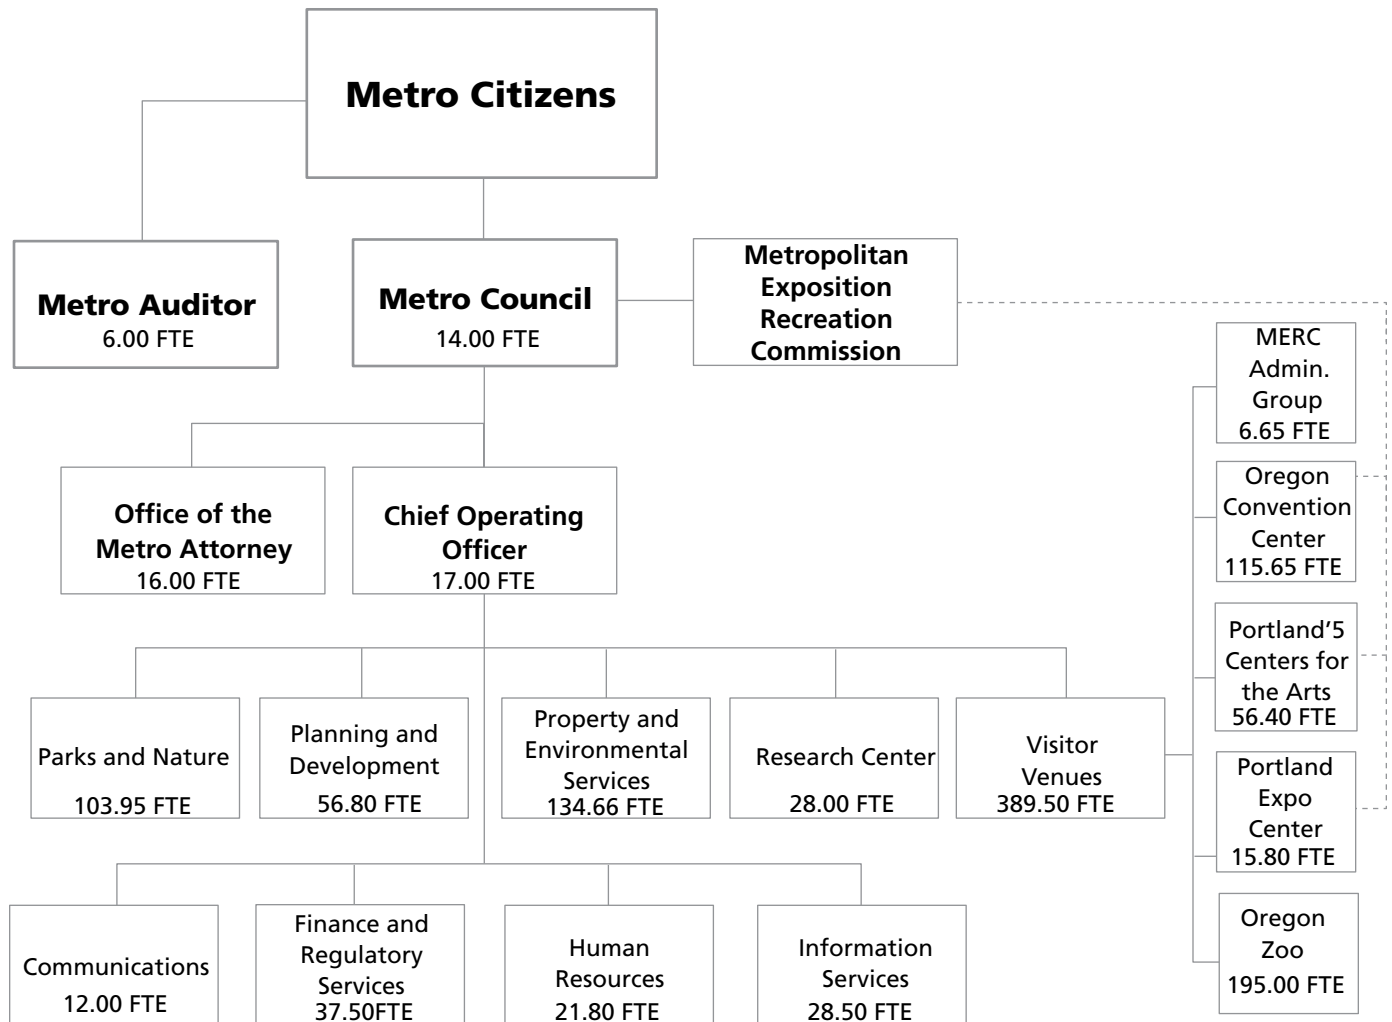 Metro Citizens
Metro Auditor
6.00 FTE
Metro Council
14.00 FTE
Metropolitan
Exposition
Recreation
Commission
MERC
Admin.
Group
6.65 FTE
Oregon
Convention
Center
115.65 FTE
Portland'5
Centers for
the Arts
56.40 FTE
Portland
Expo
Center
15.80 FTE
Oregon
Zoo
195.00 FTE
Office of the
Metro Attorney
16.00 FTE
Chief Operating
Officer
17.00 FTE
Parks and Nature
103.95 FTE
Planning and
Development
56.80 FTE
Property and
Environmental
Services
134.66 FTE
Research Center
28.00 FTE
Visitor
Venues
389.50 FTE
Communications
12.00 FTE
Finance and
Regulatory
Services
37.50FTE
Human
Resources
21.80 FTE
Information
Services
28.50 FTE